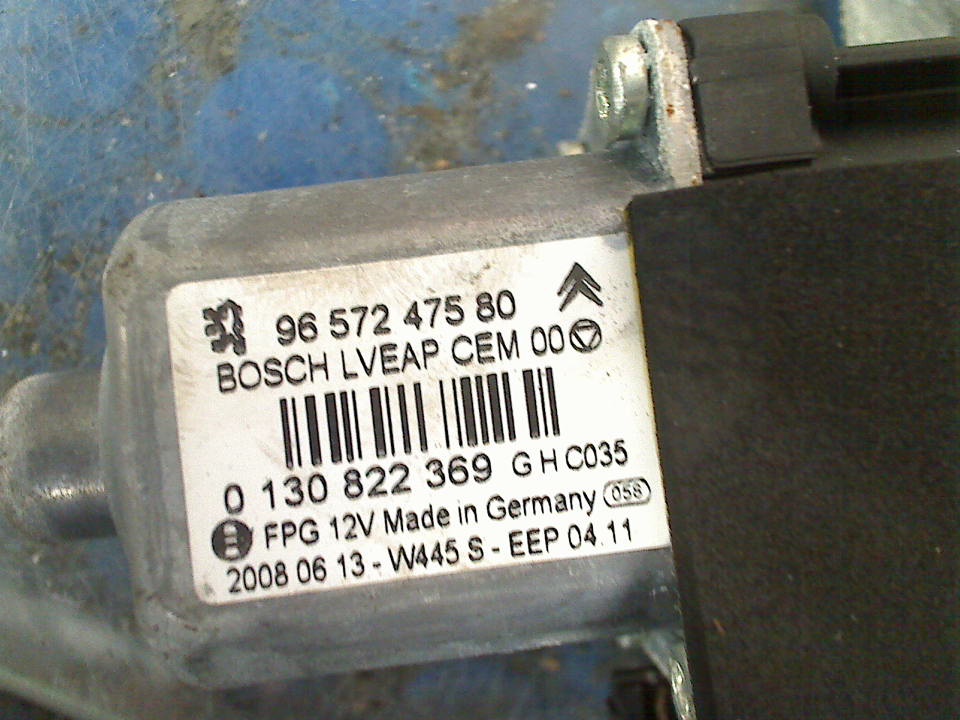 96 572 475 80
BOSCH LVEAP CEM 00
0 130 822 369 G H C035
FPG 12V Made in Germany 056
2008 06 13 - W445 S - EEP 04.11